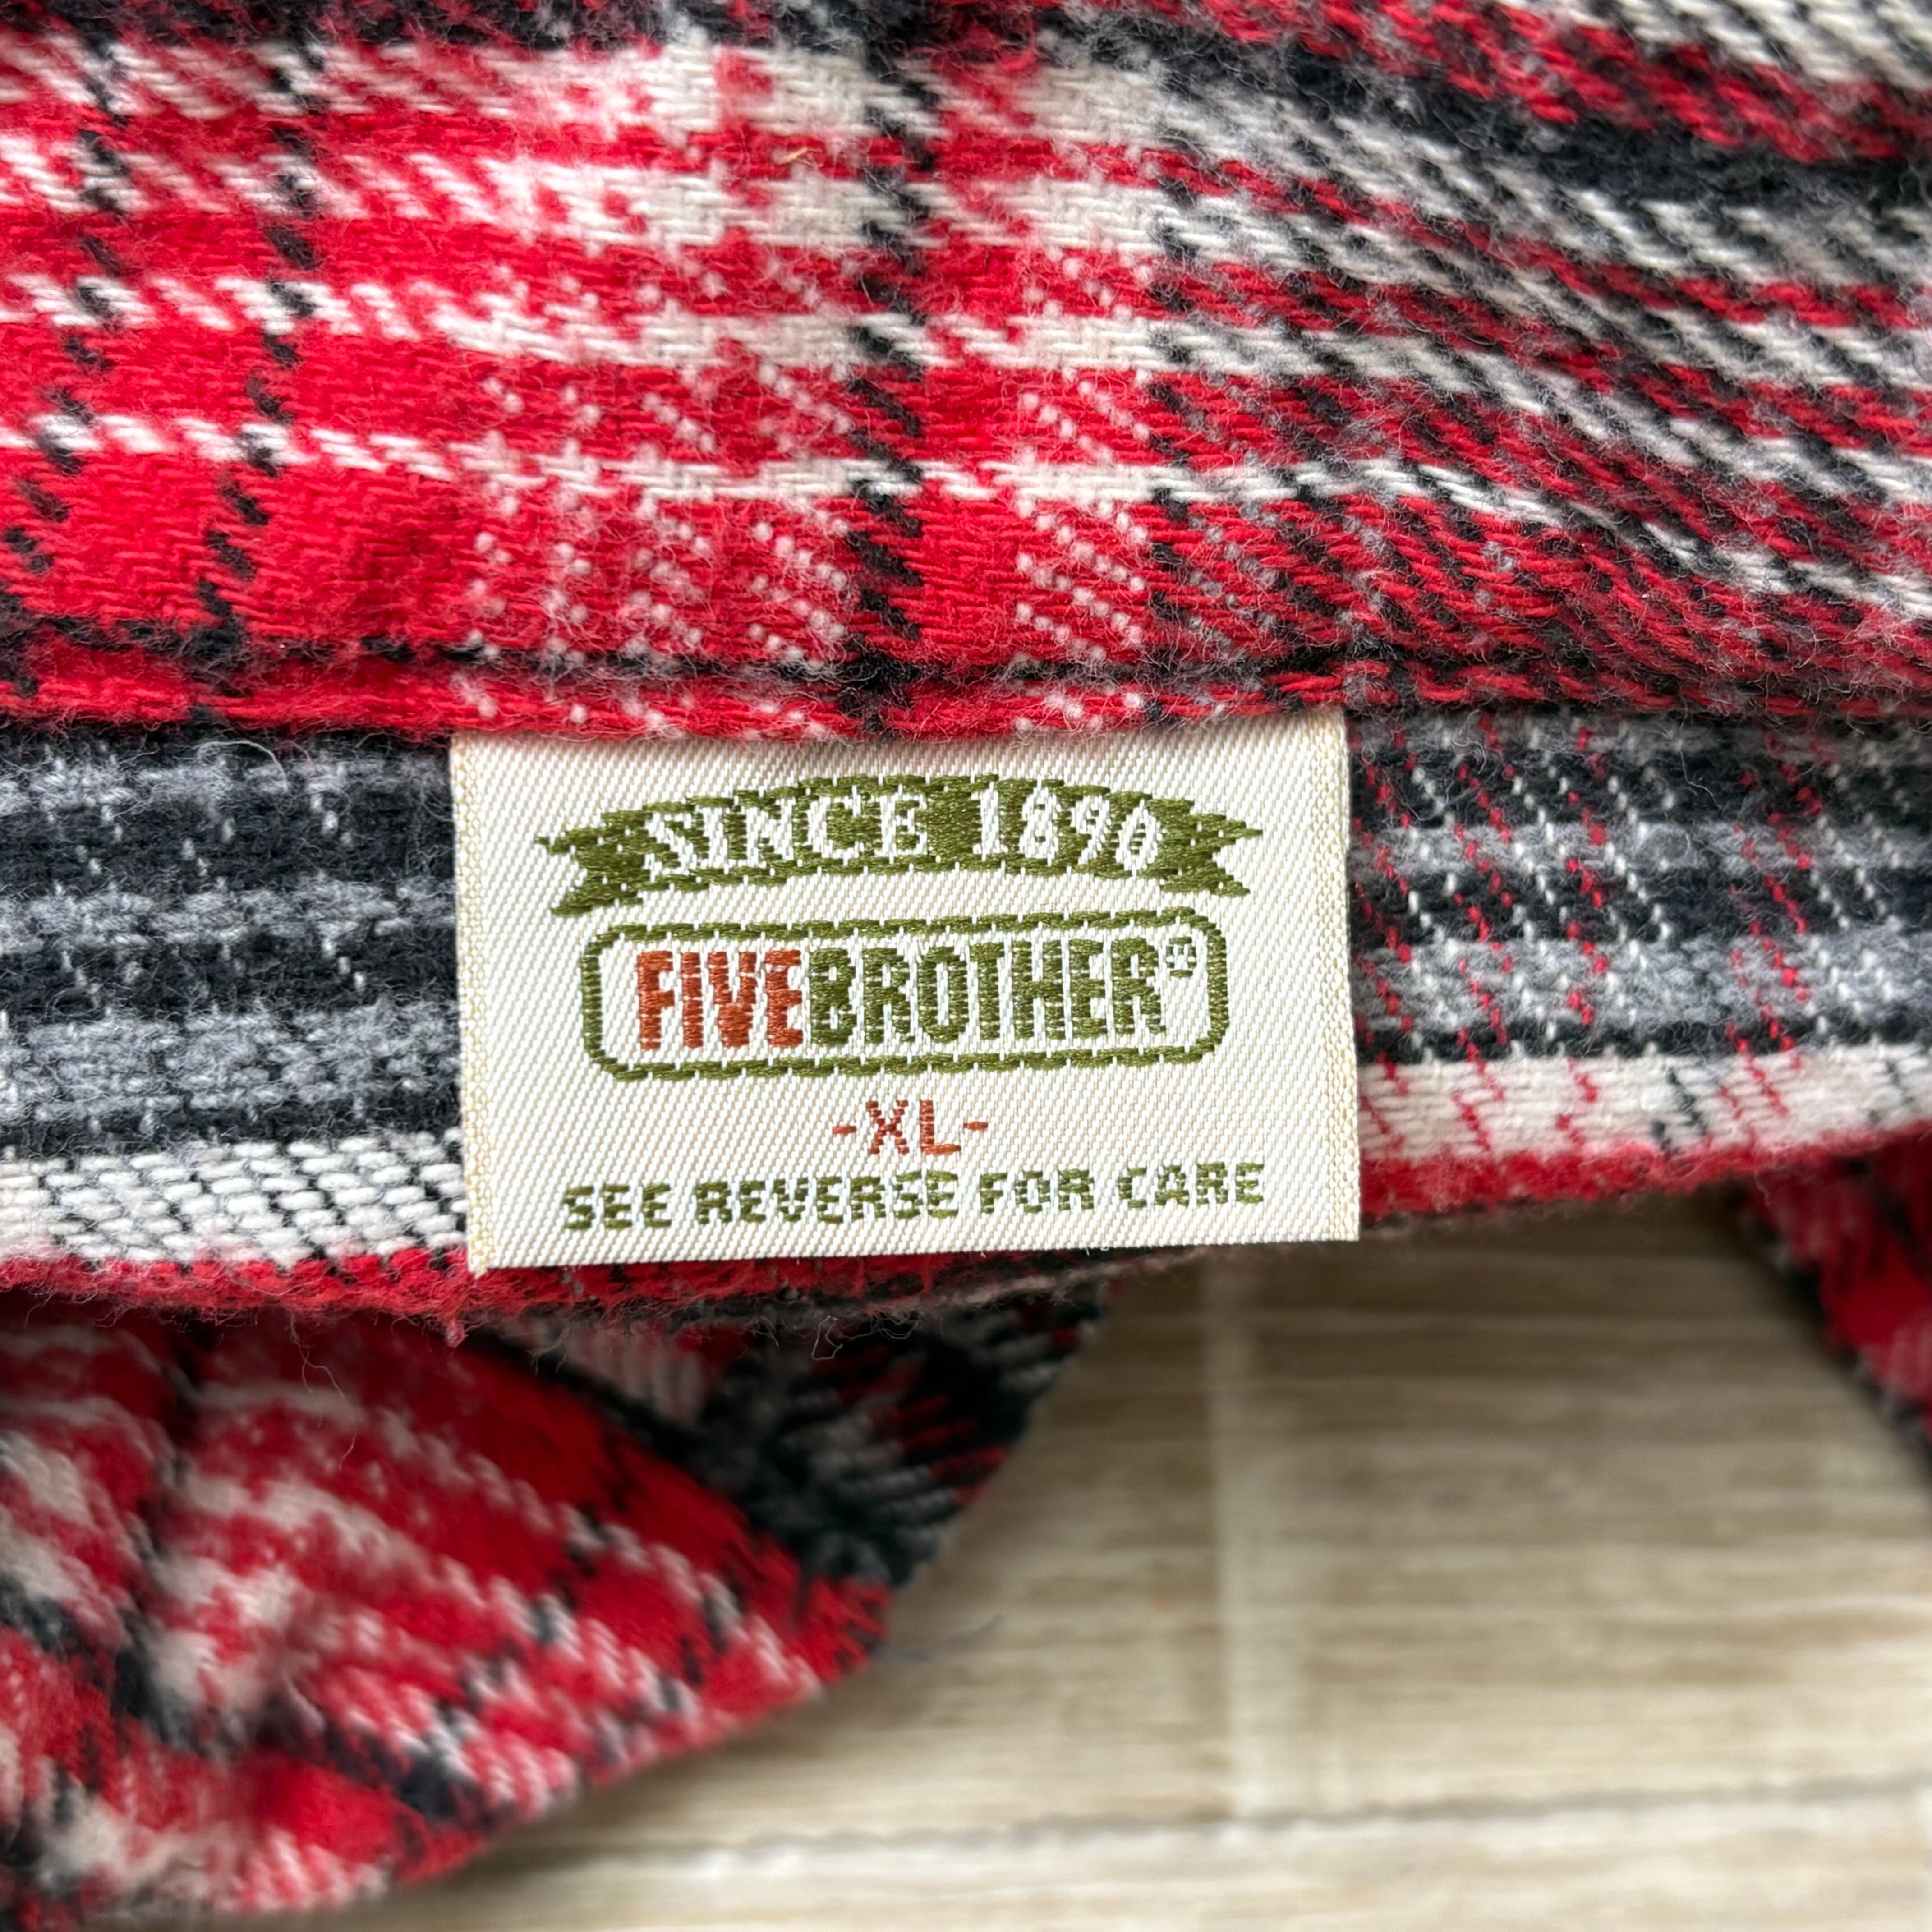 SINCE 1890
FIVEBROTHER®
-XL-
SEE REVERSE FOR CARE